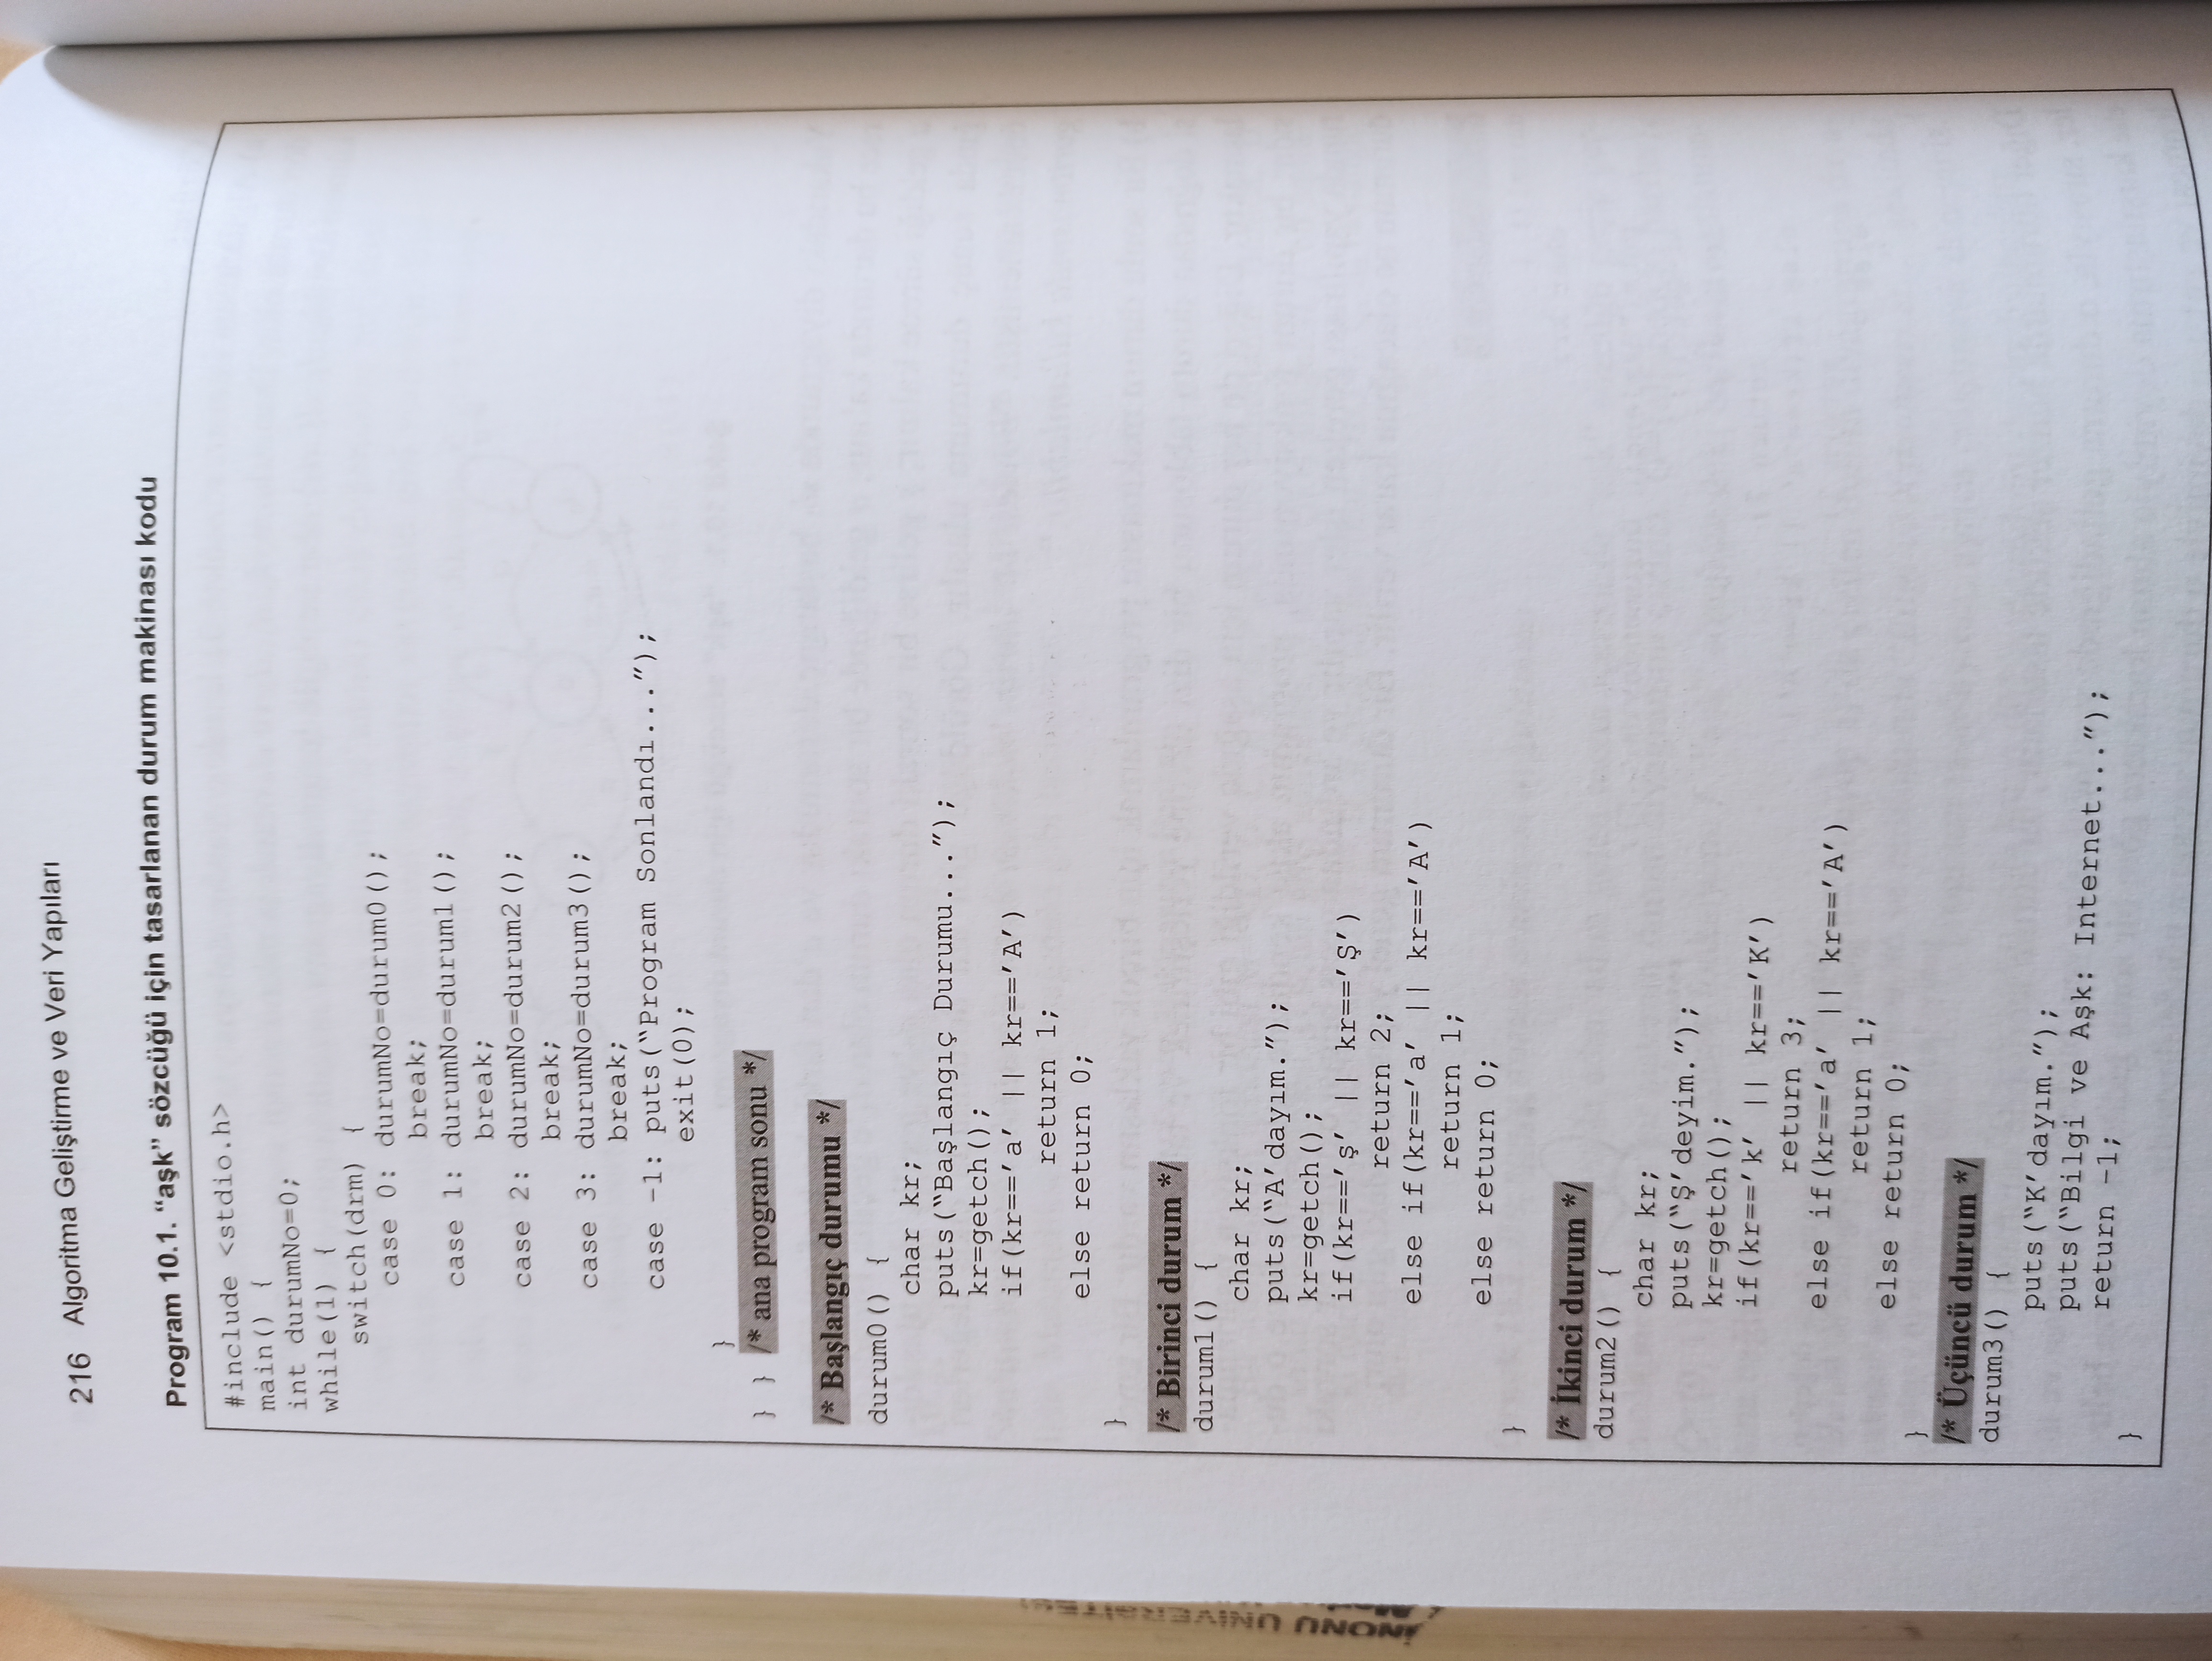 216 Algoritma Geliştirme ve Veri Yapıları
Program 10.1. “aşk” sözcüğü için tasarlanan durum makinası kodu
#include <stdio.h>
main() {
int durumNo=0;
while(1) {
switch(drm) {
case 0: durumNo=durum0();
break;
case 1: durumNo=durum1();
break;
case 2: durumNo=durum2();
break;
case 3: durumNo=durum3();
break;
case -1: puts(“Program Sonlandı...”);
exit(0);
}
} } /* ana program sonu */
/* Başlangıç durumu */
durum0() {
char kr;
puts(“Başlangıç Durumu...”);
kr=getch();
if(kr==’a’ || kr==’A’)
return 1;
else return 0;
}
/* Birinci durum */
durum1() {
char kr;
puts(“A’dayım.”);
kr=getch();
if(kr==’ş’ || kr==’Ş’)
return 2;
else if(kr==’a’ || kr==’A’)
return 1;
else return 0;
}
/* İkinci durum */
durum2() {
char kr;
puts(“Ş’deyim.”);
kr=getch();
if(kr==’k’ || kr==’K’)
return 3;
else if(kr==’a’ || kr==’A’)
return 1;
else return 0;
}
/* Üçüncü durum */
durum3() {
puts(“K’dayım.”);
puts(“Bilgi ve Aşk: Internet...”);
return -1;
}
İNÖNÜ ÜNİVERSİTESİ